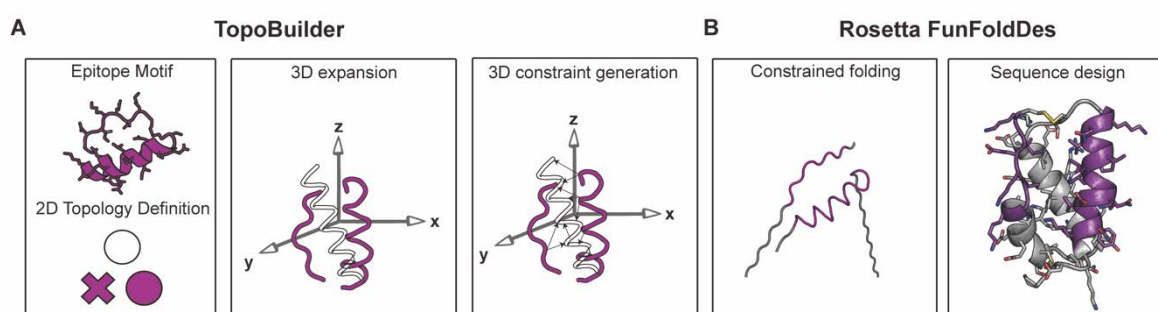 A
TopoBuilder
B
Rosetta FunFoldDes
Epitope Motif
2D Topology Definition
3D expansion
z
x
y
3D constraint generation
z
x
y
Constrained folding
Sequence design